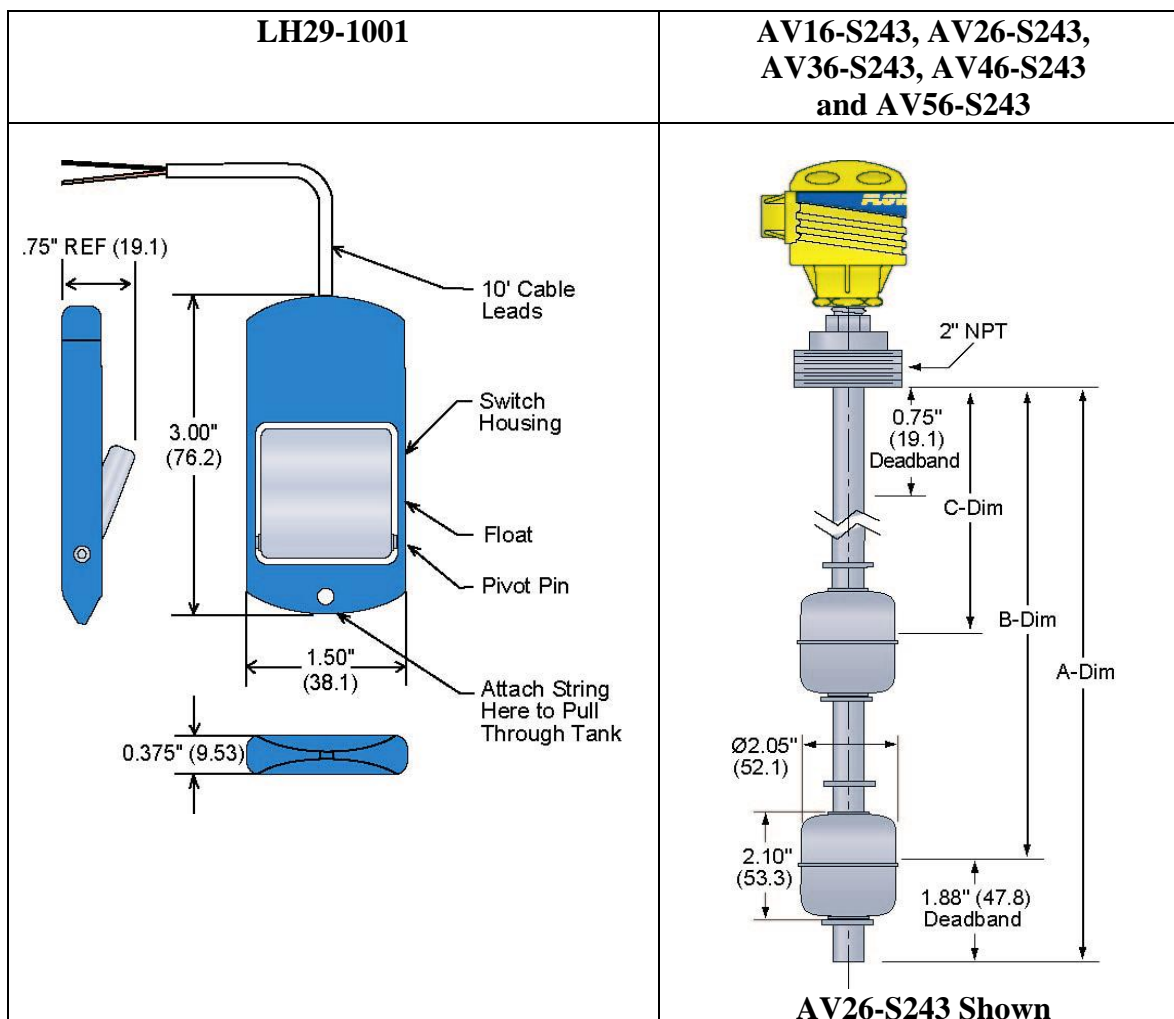 LH29-1001
AV16-S243, AV26-S243,
AV36-S243, AV46-S243
and AV56-S243
.75" REF (19.1)
10' Cable
Leads
Switch
Housing
3.00"
(76.2)
Float
Pivot Pin
1.50"
(38.1)
Attach String
Here to Pull
Through Tank
0.375" (9.53)
FLOW
2" NPT
0.75"
(19.1)
Deadband
C-Dim
B-Dim
A-Dim
Ø2.05"
(52.1)
2.10"
(53.3)
1.88" (47.8)
Deadband
AV26-S243 Shown